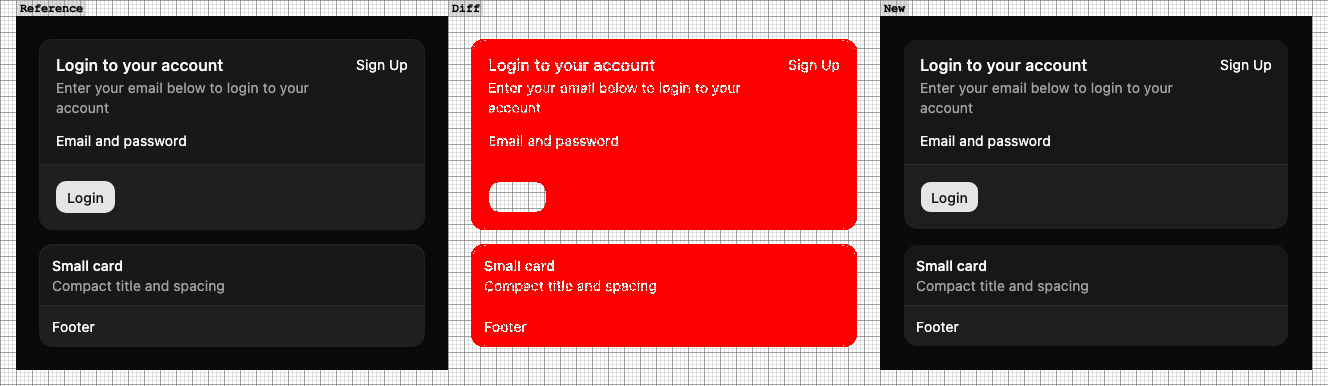 Reference
Diff
New
Login to your account
Sign Up
Enter your email below to login to your
account
Email and password
Login
Small card
Compact title and spacing
Footer
Login to your account
Sign Up
Enter your email below to login to your
account
Email and password
Small card
Compact title and spacing
Footer
Login to your account
Sign Up
Enter your email below to login to your
account
Email and password
Login
Small card
Compact title and spacing
Footer